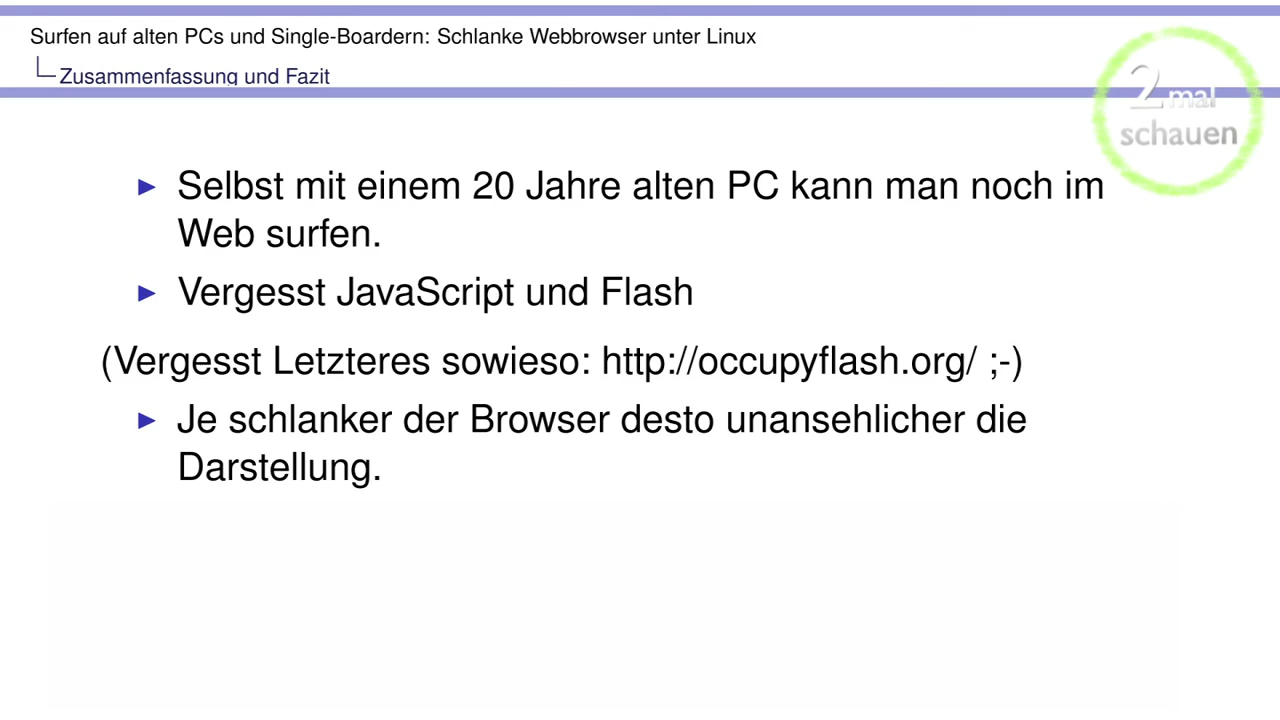 Surfen auf alten PCs und Single-Boardern: Schlanke Webbrowser unter Linux
Zusammenfassung und Fazit
2 mal
schauen
Selbst mit einem 20 Jahre alten PC kann man noch im
Web surfen.
Vergesst JavaScript und Flash
(Vergesst Letzteres sowieso: http://occupyflash.org/ ;-)
Je schlanker der Browser desto unansehlicher die
Darstellung.